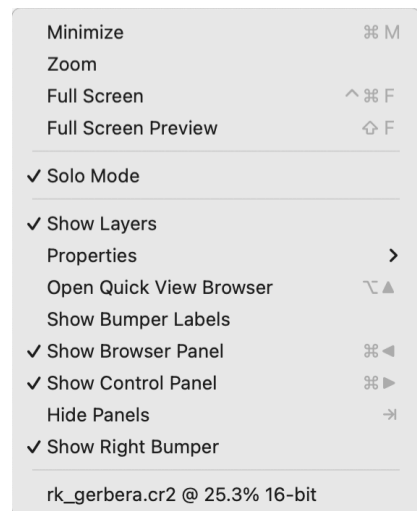 Minimize ⌘ M
Zoom
Full Screen ^ ⌘ F
Full Screen Preview ⇧ F
✓ Solo Mode
✓ Show Layers
Properties >
Open Quick View Browser ⌥ ▲
Show Bumper Labels
✓ Show Browser Panel ⌘ ◀
✓ Show Control Panel ⌘ ▶
Hide Panels ⇥
✓ Show Right Bumper
rk_gerbera.cr2 @ 25.3% 16-bit